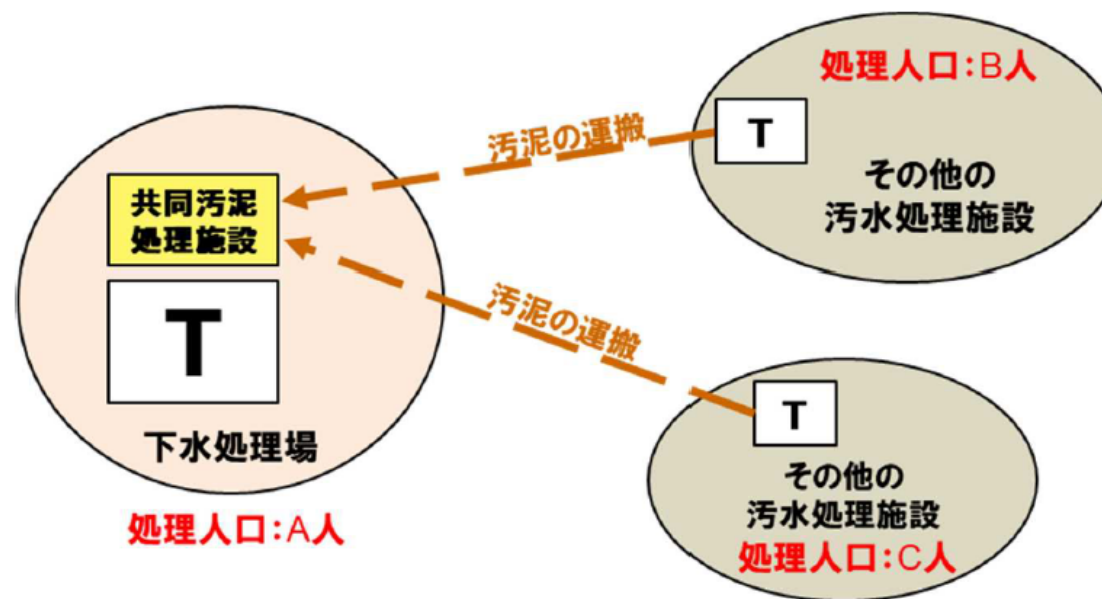 共同汚泥
処理施設
T
下水処理場
処理人口：A人
汚泥の運搬
汚泥の運搬
処理人口：B人
T
その他の
汚水処理施設
T
その他の
汚水処理施設
処理人口：C人